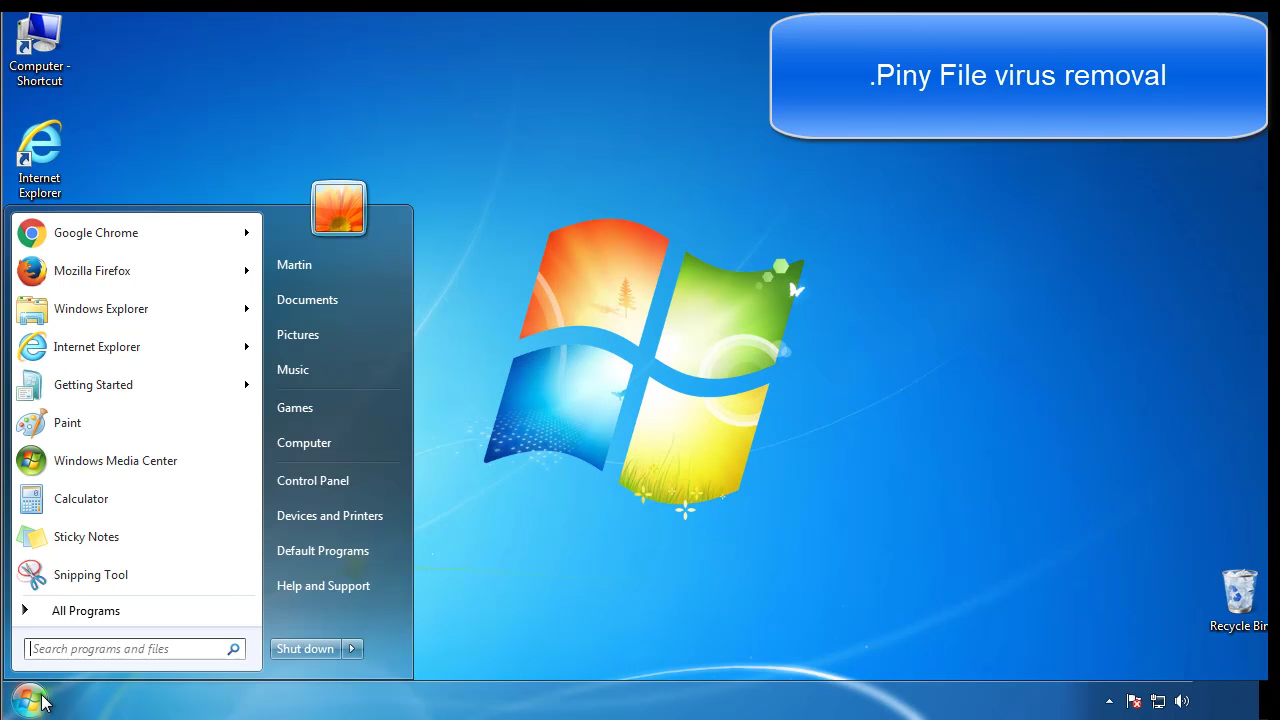 .Piny File virus removal
Computer -
Shortcut
Internet
Explorer
Google Chrome
Mozilla Firefox
Windows Explorer
Internet Explorer
Getting Started
Paint
Windows Media Center
Calculator
Sticky Notes
Snipping Tool
All Programs
Search programs and files
Martin
Documents
Pictures
Music
Games
Computer
Control Panel
Devices and Printers
Default Programs
Help and Support
Shut down
Recycle Bin